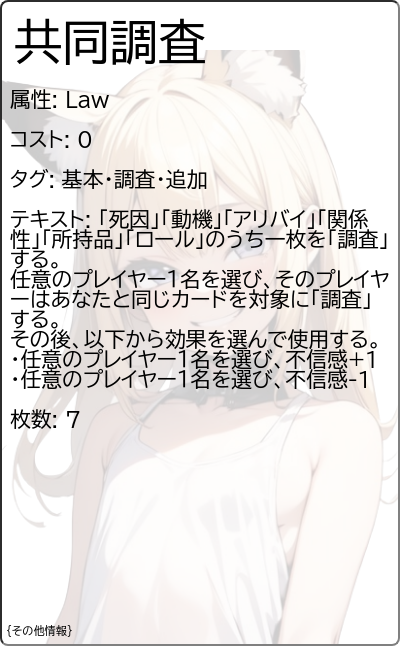 共同調査
属性: Law
コスト: 0
タグ: 基本・調査・追加
テキスト: 「死因」「動機」「アリバイ」「関係
性」「所持品」「ロール」のうち一枚を「調査」
する。
任意のプレイヤー1名を選び、そのプレイヤ
ーはあなたと同じカードを対象に「調査」
する。
その後、以下から効果を選んで使用する。
・任意のプレイヤー1名を選び、不信感+1
・任意のプレイヤー1名を選び、不信感-1
枚数: 7
{その他情報}